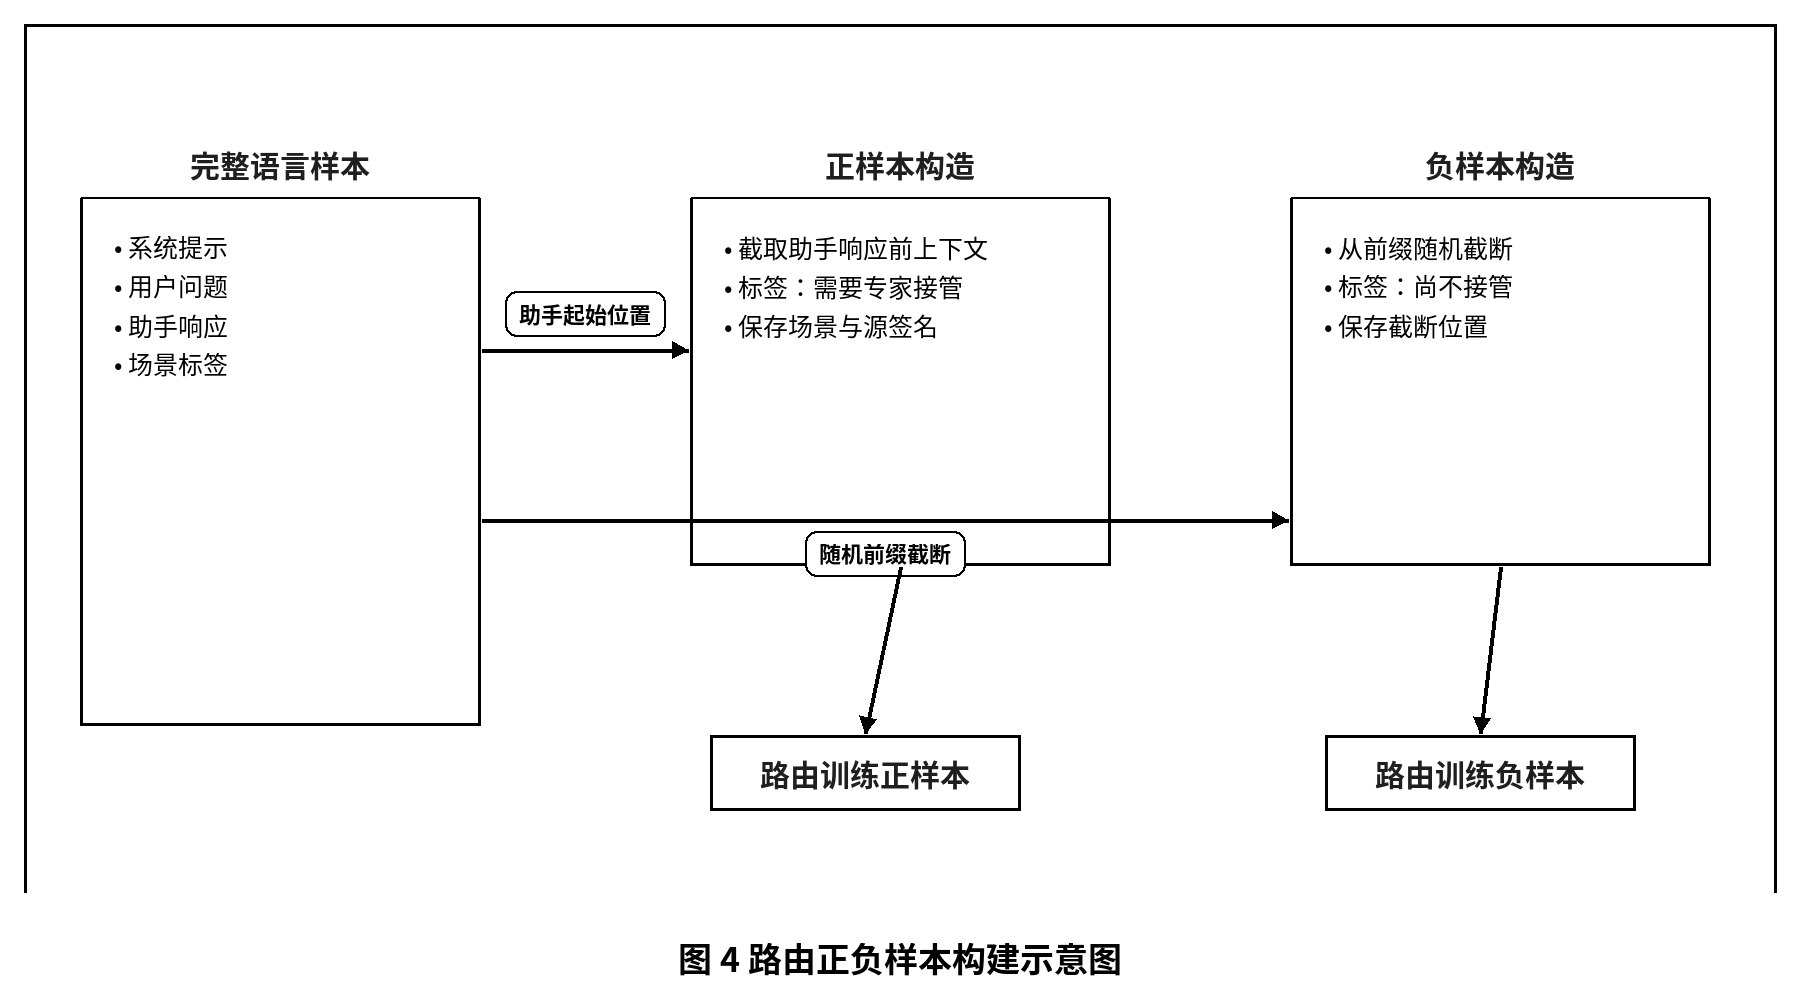 完整语言样本
• 系统提示
• 用户问题
• 助手响应
• 场景标签
助手起始位置
正样本构造
• 截取助手响应前上下文
• 标签：需要专家接管
• 保存场景与源签名
随机前缀截断
负样本构造
• 从前缀随机截断
• 标签：尚不接管
• 保存截断位置
路由训练正样本
路由训练负样本
图 4 路由正负样本构建示意图